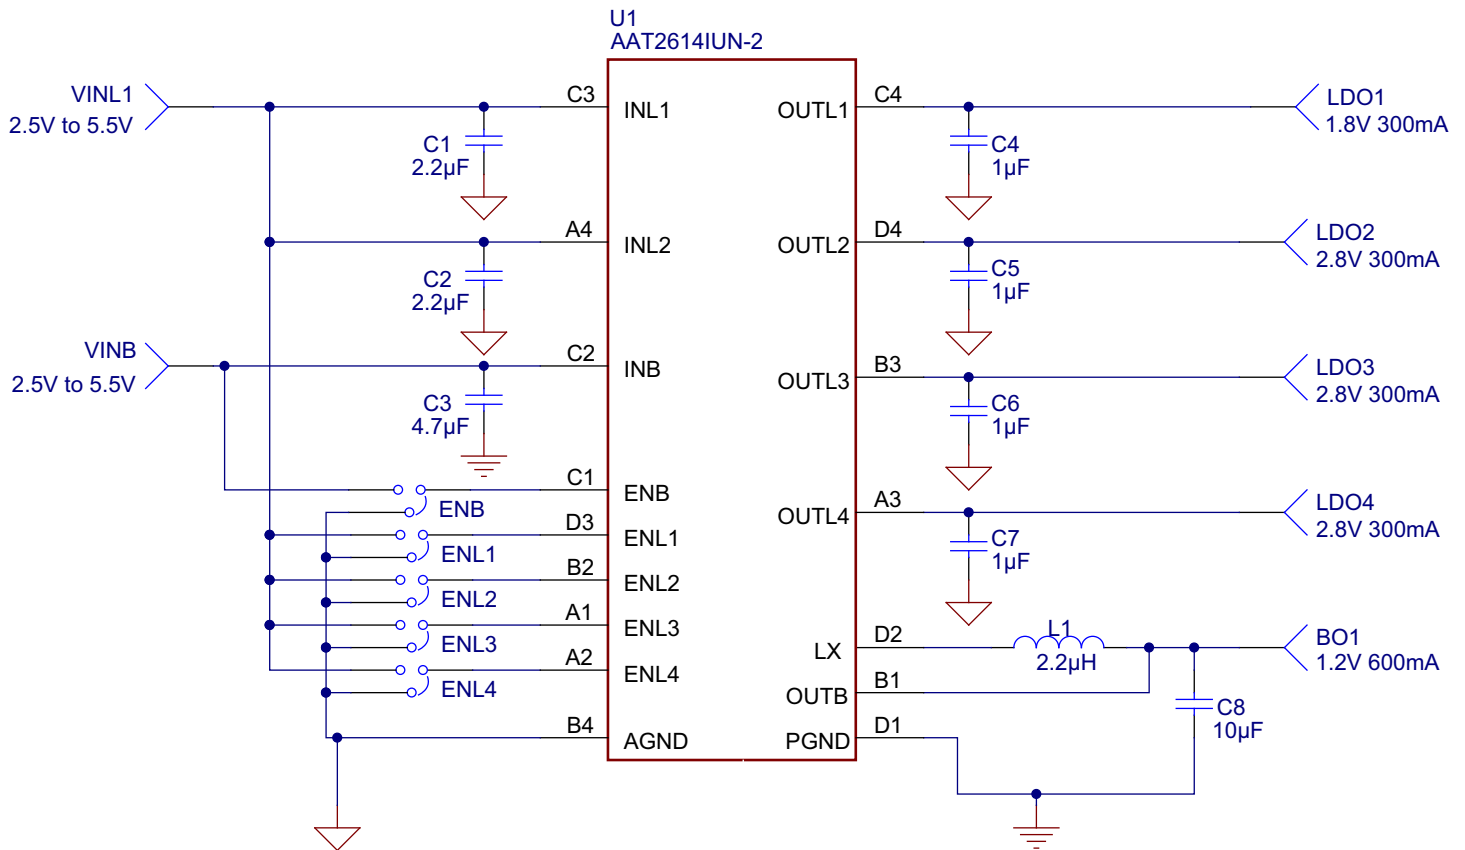 U1
AAT2614IUN-2
VINL1
2.5V to 5.5V
C3
INL1
OUTL1
C4
LDO1
1.8V 300mA
C1
2.2µF
C4
1µF
A4
INL2
OUTL2
D4
LDO2
2.8V 300mA
C2
2.2µF
C5
1µF
VINB
2.5V to 5.5V
C2
INB
OUTL3
B3
LDO3
2.8V 300mA
C3
4.7µF
C6
1µF
C1
ENB
ENB
OUTL4
A3
LDO4
2.8V 300mA
D3
ENL1
ENL1
C7
1µF
B2
ENL2
ENL2
A1
ENL3
ENL3
LX
D2
L1
2.2µH
BO1
1.2V 600mA
A2
ENL4
ENL4
OUTB
B1
C8
10µF
B4
AGND
PGND
D1